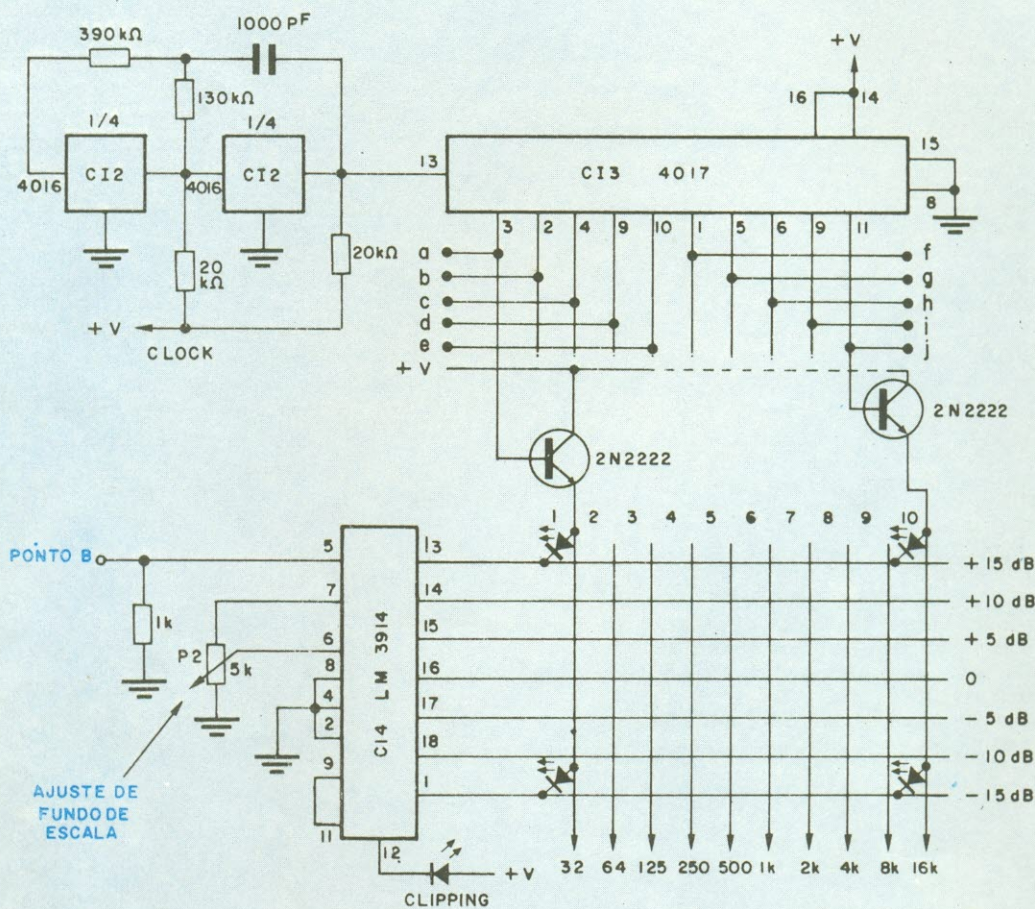 390kΩ
1000 PF
130kΩ
1/4
1/4
CI2
CI2
4016
4016
20
kΩ
20kΩ
+ V
CLOCK
+ V
16
14
13
15
8
CI3 4017
3 2 4 9 10 1 5 6 9 11
a
b
c
d
e
f
g
h
i
j
+ V
2N2222
2N2222
PONTO B
1k
P2
5k
AJUSTE DE
FUNDO DE
ESCALA
5
7
6
8
4
2
9
11
12
CI4 LM 3914
13
14
15
16
17
18
1
CLIPPING
+ V
1 2 3 4 5 6 7 8 9 10
+ 15 dB
+ 10 dB
+ 5 dB
0
- 5 dB
- 10 dB
- 15 dB
32 64 125 250 500 1k 2k 4k 8k 16k